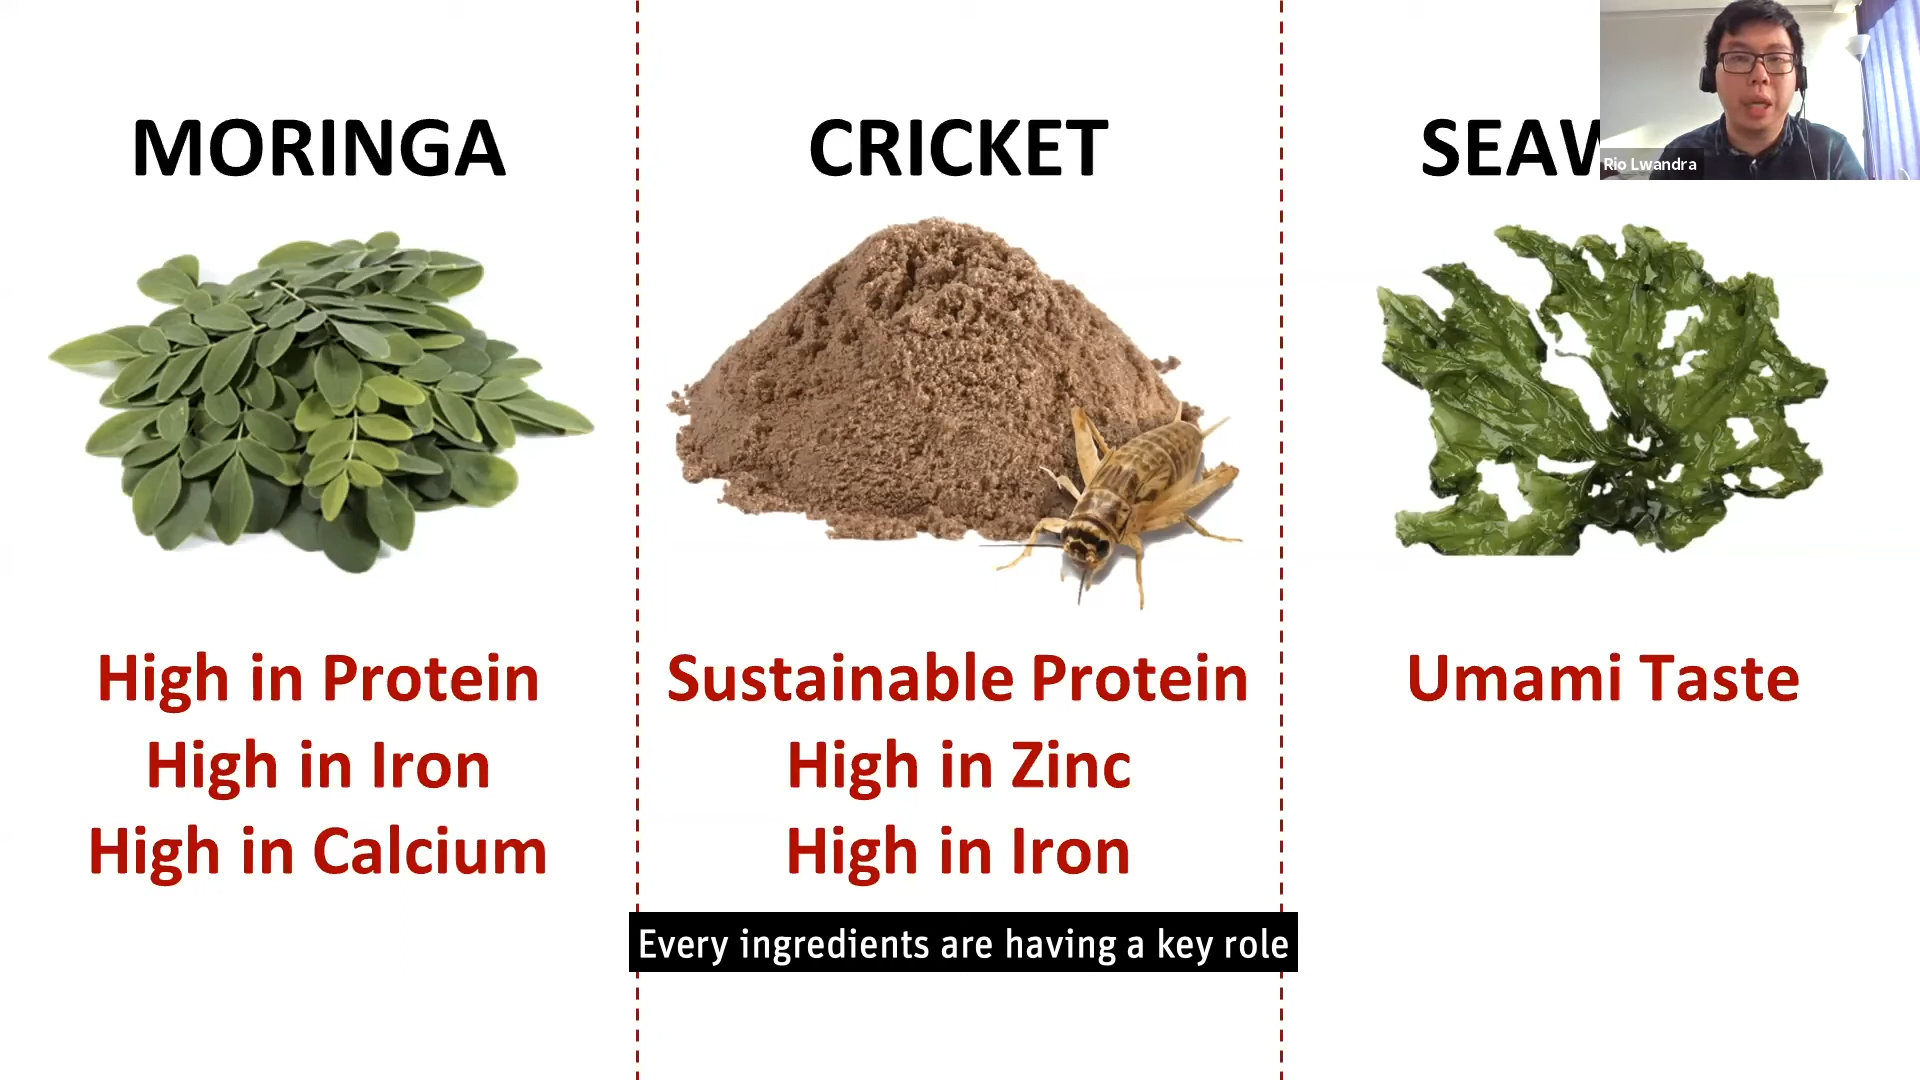 MORINGA
CRICKET
Rio Lwandra
High in Protein
High in Iron
High in Calcium
Sustainable Protein
High in Zinc
High in Iron
Umami Taste
Every ingredients are having a key role